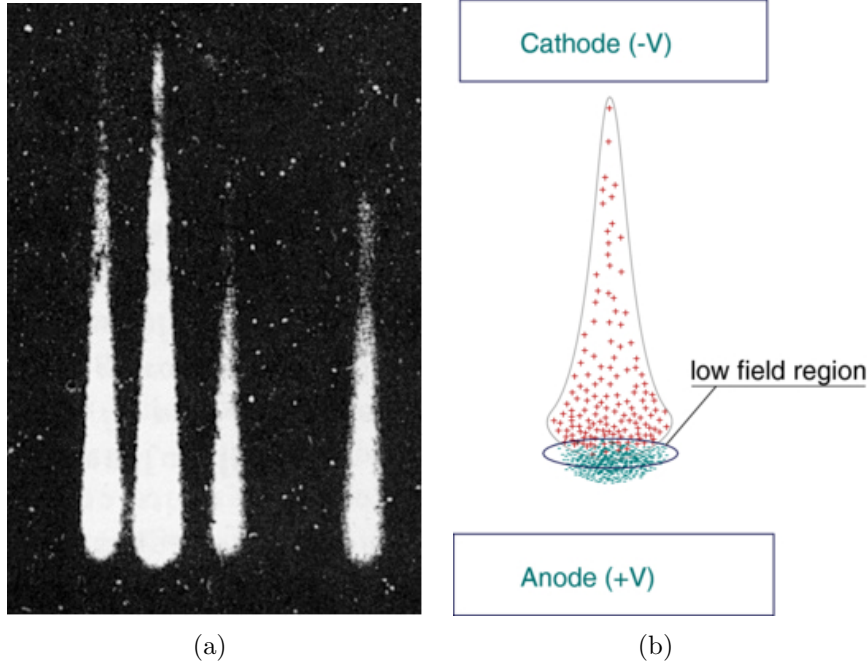 Cathode (-V)
low field region
Anode (+V)
(a)
(b)